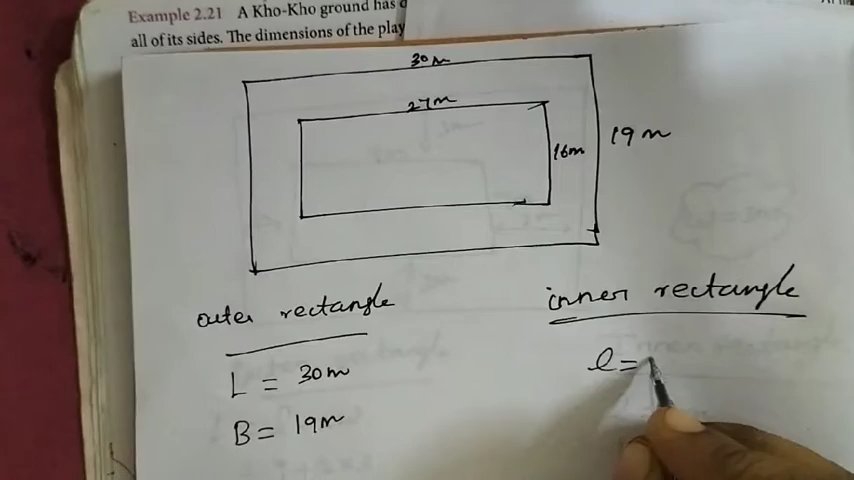 Example 2.21 A Kho-Kho ground has
all of its sides. The dimensions of the play
30m
27m
16m
19m
outer rectangle
L = 30m
B = 19m
inner rectangle
l =